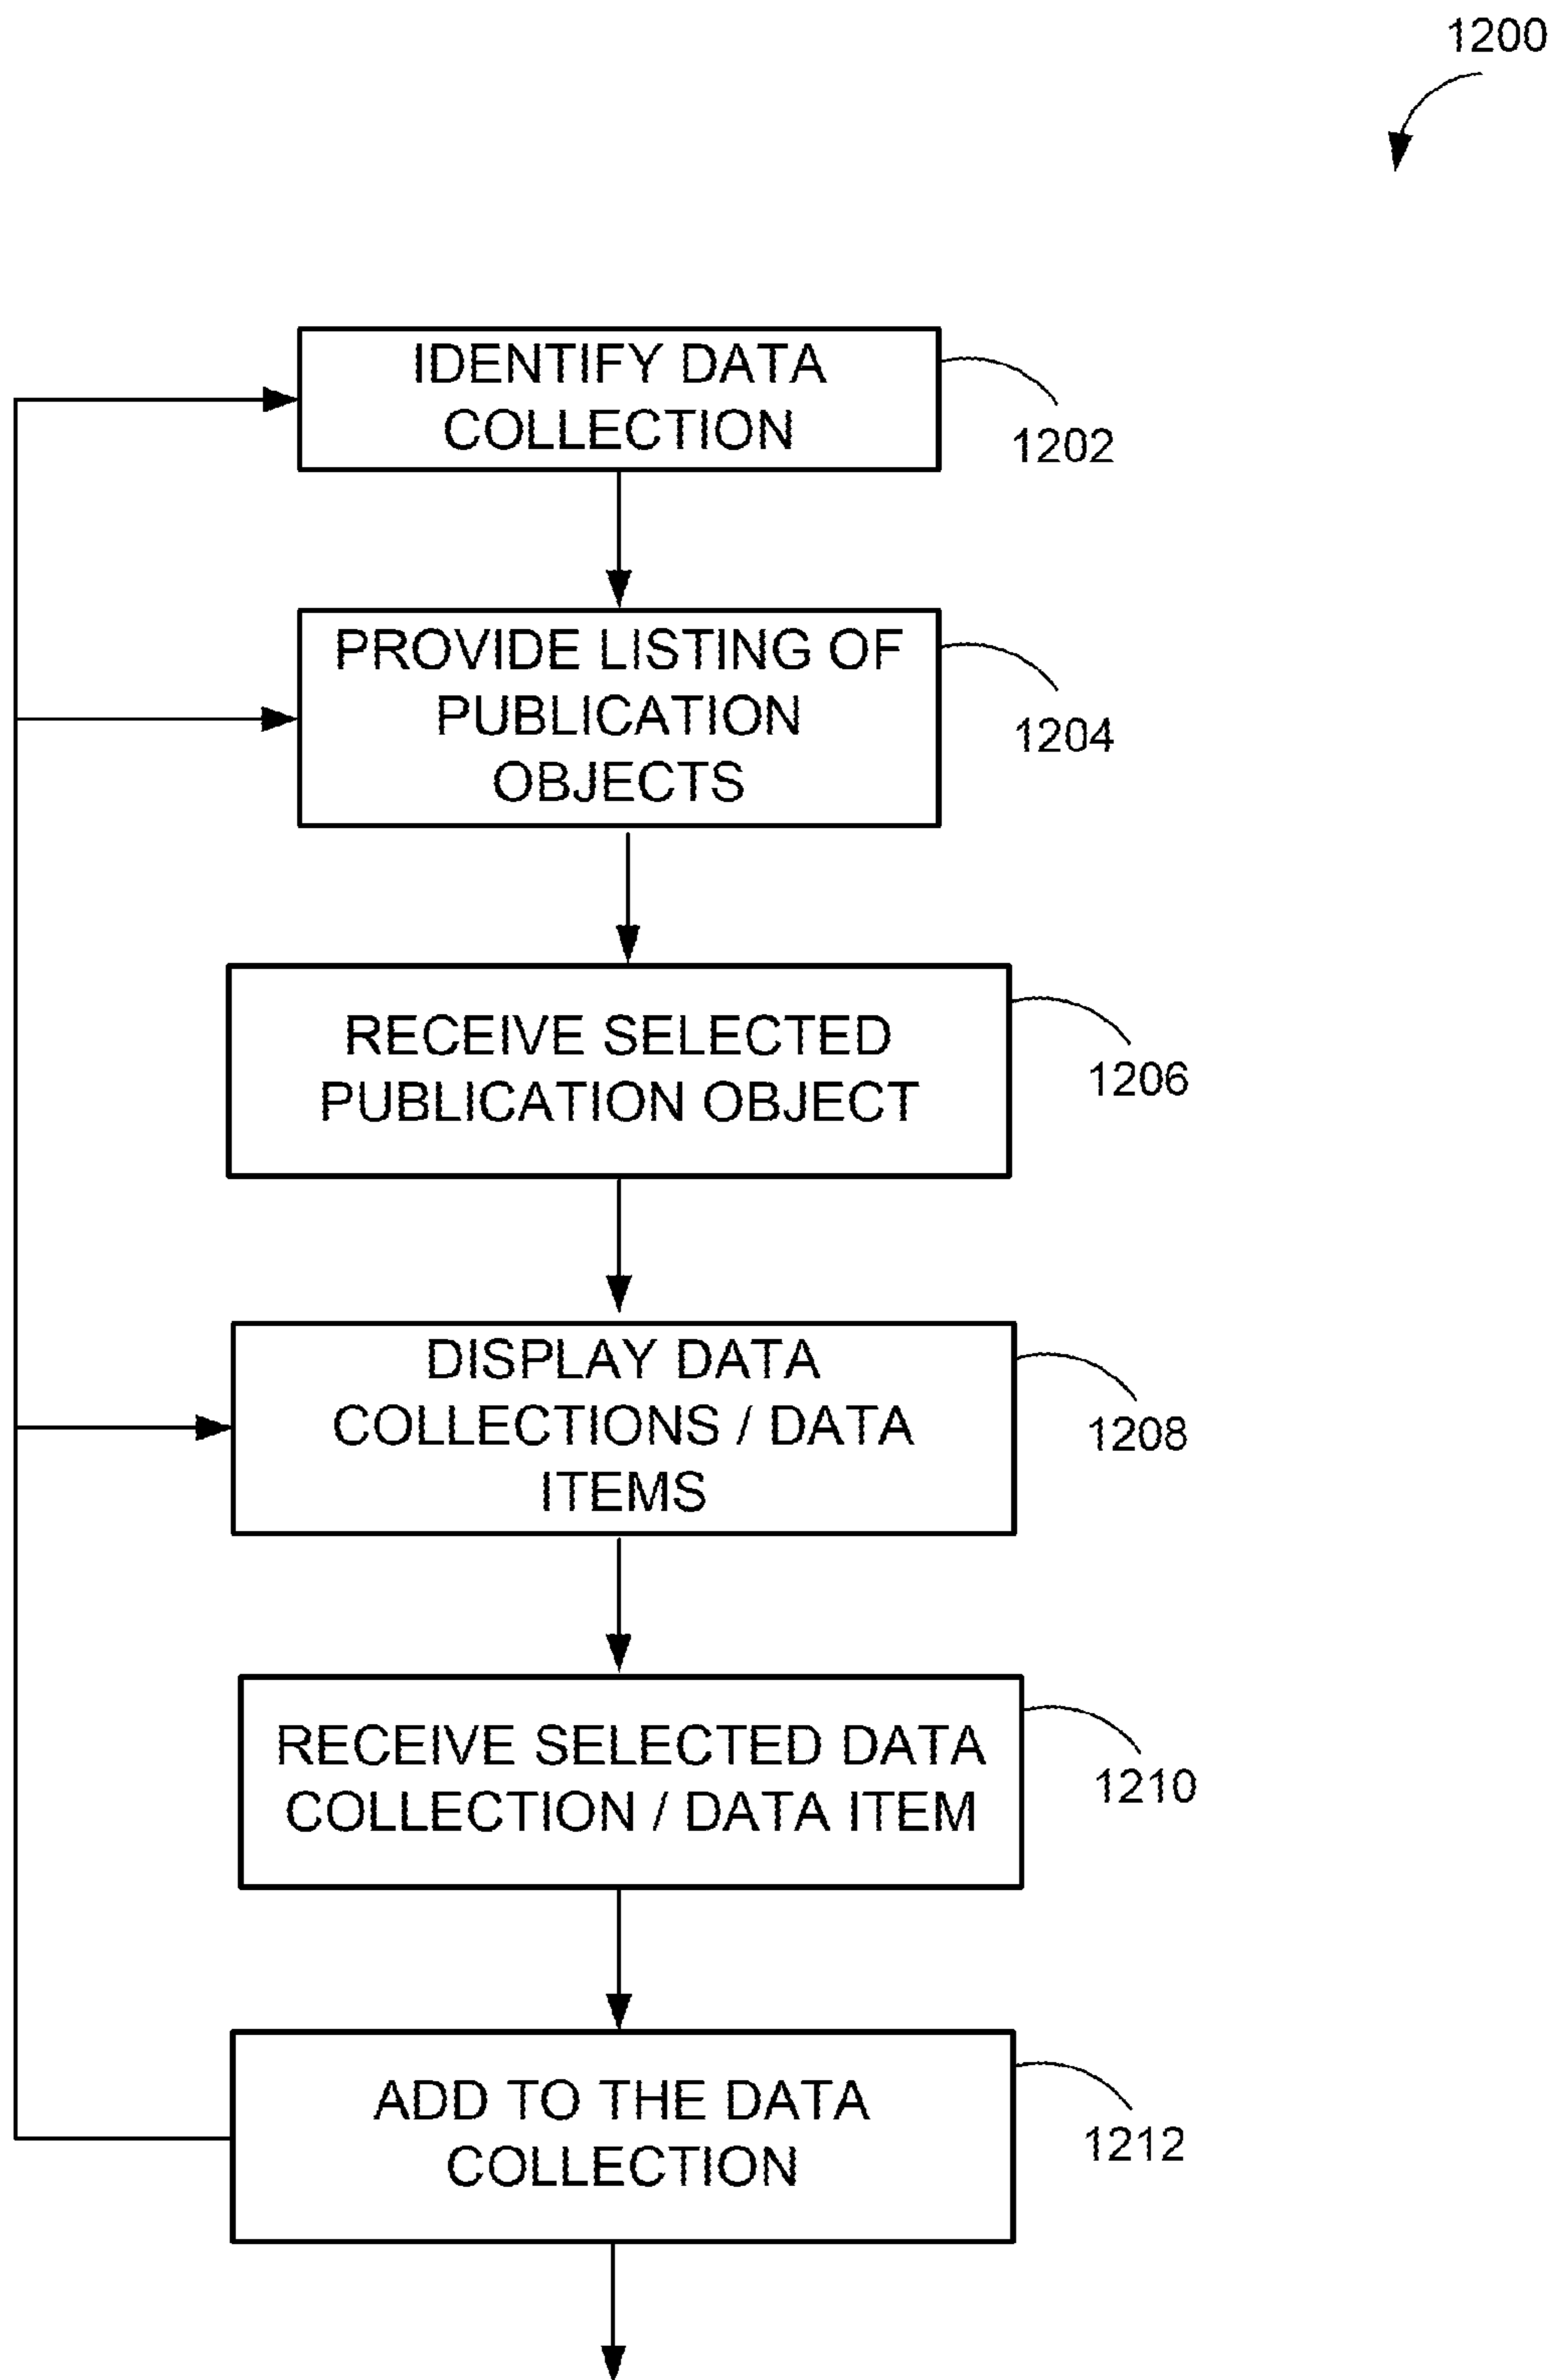 1200
IDENTIFY DATA
COLLECTION
1202
PROVIDE LISTING OF
PUBLICATION
OBJECTS
1204
RECEIVE SELECTED
PUBLICATION OBJECT
1206
DISPLAY DATA
COLLECTIONS / DATA
ITEMS
1208
RECEIVE SELECTED DATA
COLLECTION / DATA ITEM
1210
ADD TO THE DATA
COLLECTION
1212